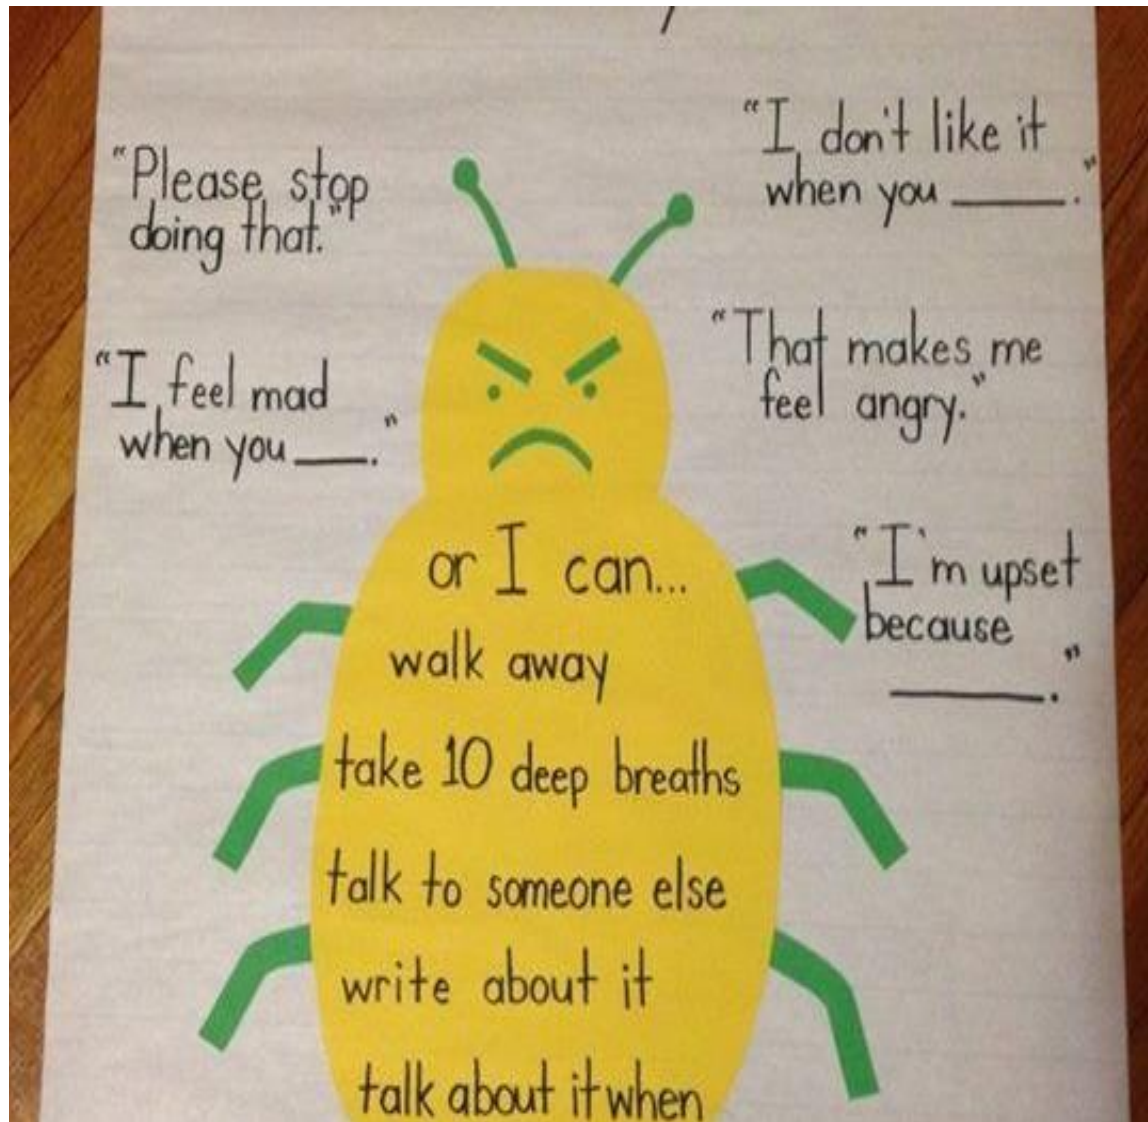 "Please stop
doing that."
"I don't like it
when you ____."
"I feel mad
when you ___."
"That makes me
feel angry."
"I'm upset
because
____."
or I can...
walk away
take 10 deep breaths
talk to someone else
write about it
talk about it when